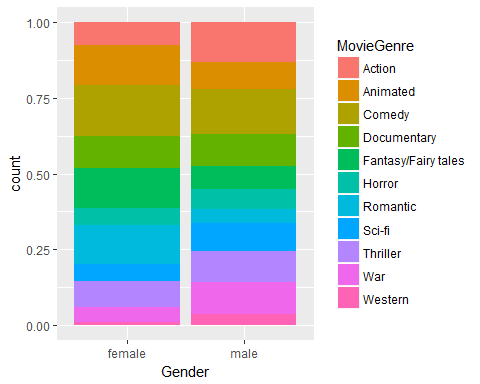 1.00
0.75
0.50
0.25
0.00
count
female male
Gender
MovieGenre
Action
Animated
Comedy
Documentary
Fantasy/Fairy tales
Horror
Romantic
Sci-fi
Thriller
War
Western